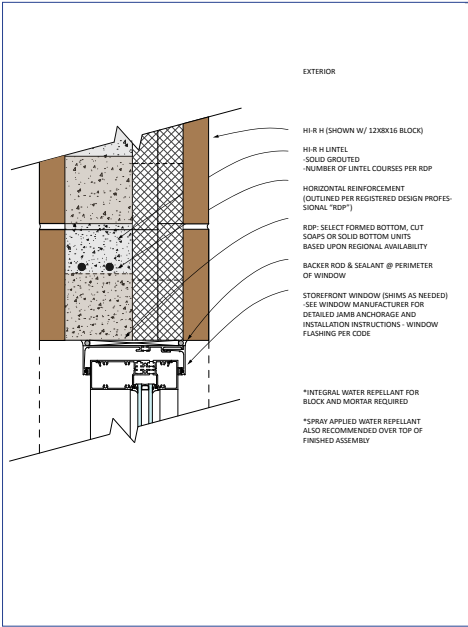 EXTERIOR
HI-R H (SHOWN W/ 12X8X16 BLOCK)
HI-R H LINTEL
-SOLID GROUTED
-NUMBER OF LINTEL COURSES PER RDP
HORIZONTAL REINFORCEMENT
(OUTLINED PER REGISTERED DESIGN PROFES-
SIONAL "RDP")
RDP: SELECT FORMED BOTTOM, CUT
SOAPS OR SOLID BOTTOM UNITS
BASED UPON REGIONAL AVAILABILITY
BACKER ROD & SEALANT @ PERIMETER
OF WINDOW
STOREFRONT WINDOW (SHIMS AS NEEDED)
-SEE WINDOW MANUFACTURER FOR
DETAILED JAMB ANCHORAGE AND
INSTALLATION INSTRUCTIONS - WINDOW
FLASHING PER CODE
*INTEGRAL WATER REPELLANT FOR
BLOCK AND MORTAR REQUIRED
*SPRAY APPLIED WATER REPELLANT
ALSO RECOMMENDED OVER TOP OF
FINISHED ASSEMBLY